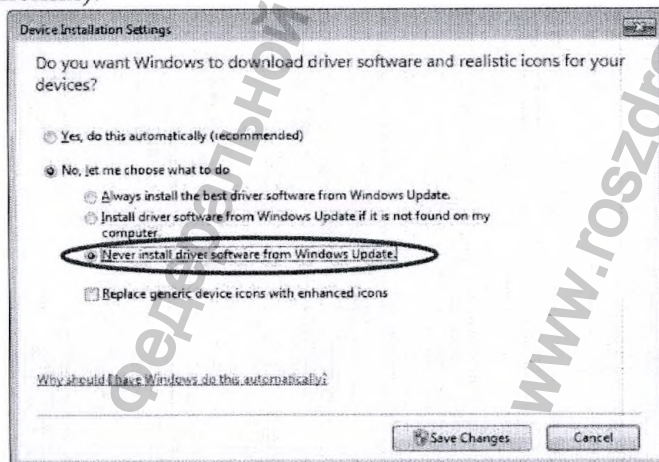 Device Installation Settings
Do you want Windows to download driver software and realistic icons for your
devices?
Yes, do this automatically (recommended)
No, let me choose what to do
Always install the best driver software from Windows Update.
Install driver software from Windows Update if it is not found on my
computer.
Never install driver software from Windows Update.
Replace generic device icons with enhanced icons
Why should I have Windows do this automatically?
Save Changes
Cancel